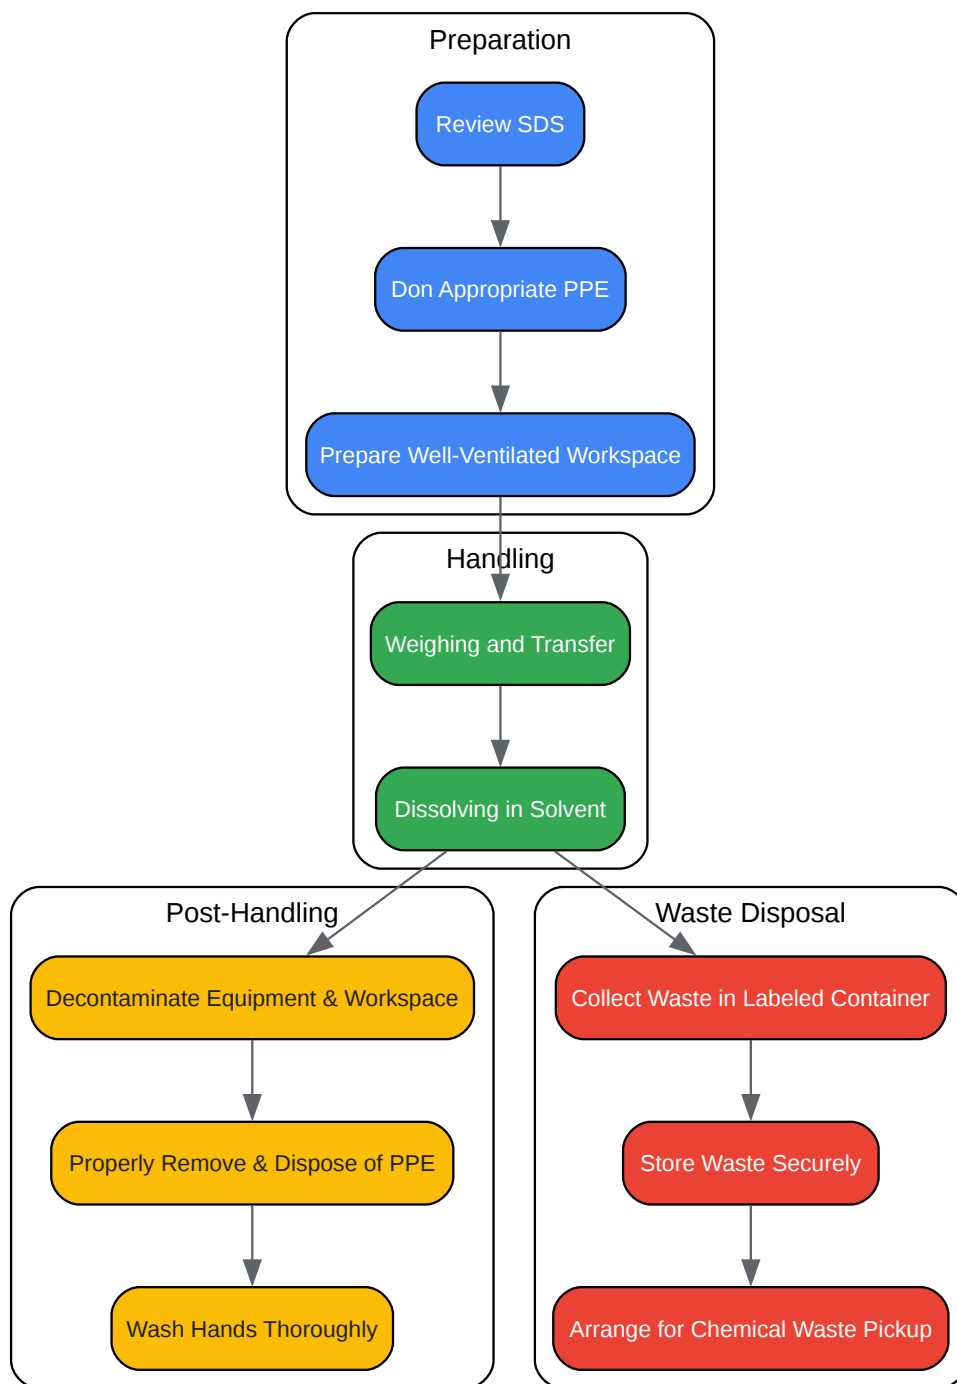 Preparation
Review SDS
Don Appropriate PPE
Prepare Well-Ventilated Workspace
Handling
Weighing and Transfer
Dissolving in Solvent
Post-Handling
Decontaminate Equipment & Workspace
Properly Remove & Dispose of PPE
Wash Hands Thoroughly
Waste Disposal
Collect Waste in Labeled Container
Store Waste Securely
Arrange for Chemical Waste Pickup